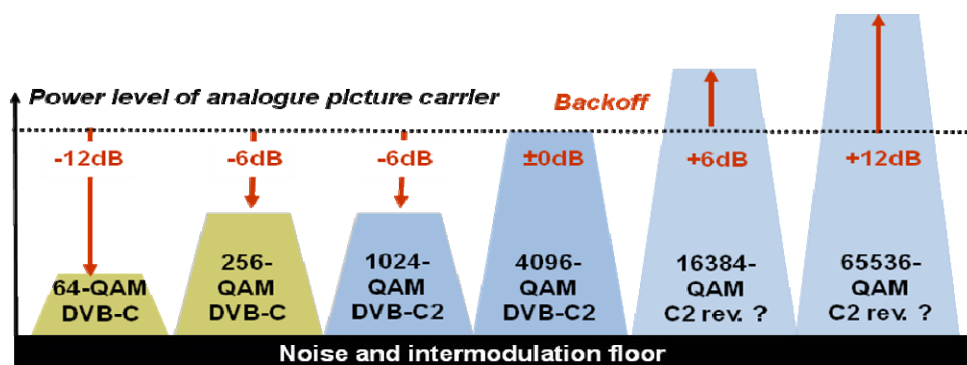 Power level of analogue picture carrier
Backoff
-12dB
-6dB
-6dB
±0dB
+6dB
+12dB
64-QAM
DVB-C
256-
QAM
DVB-C
1024-
QAM
DVB-C2
4096-
QAM
DVB-C2
16384-
QAM
C2 rev. ?
65536-
QAM
C2 rev. ?
Noise and intermodulation floor